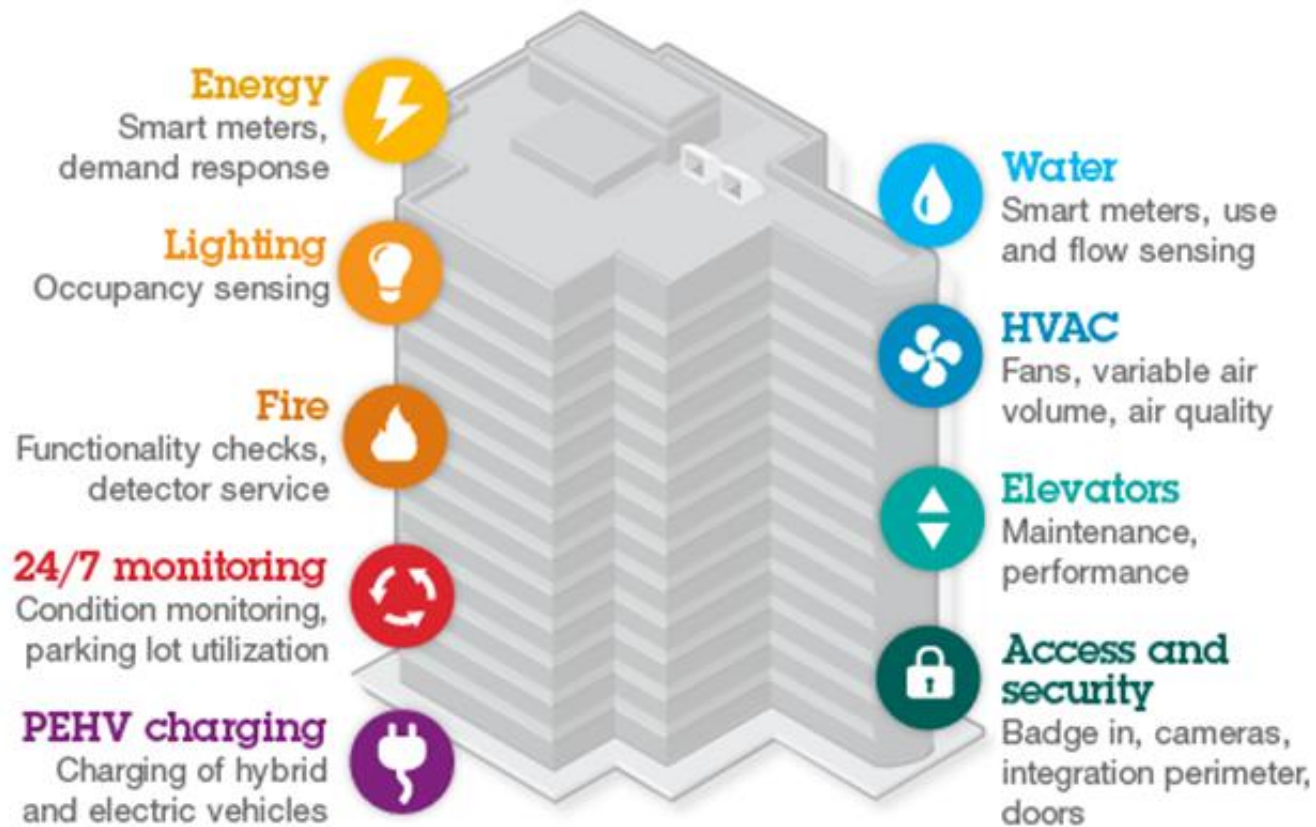 Energy
Smart meters,
demand response
Lighting
Occupancy sensing
Fire
Functionality checks,
detector service
24/7 monitoring
Condition monitoring,
parking lot utilization
PEHV charging
Charging of hybrid
and electric vehicles
Water
Smart meters, use
and flow sensing
HVAC
Fans, variable air
volume, air quality
Elevators
Maintenance,
performance
Access and
security
Badge in, cameras,
integration perimeter,
doors